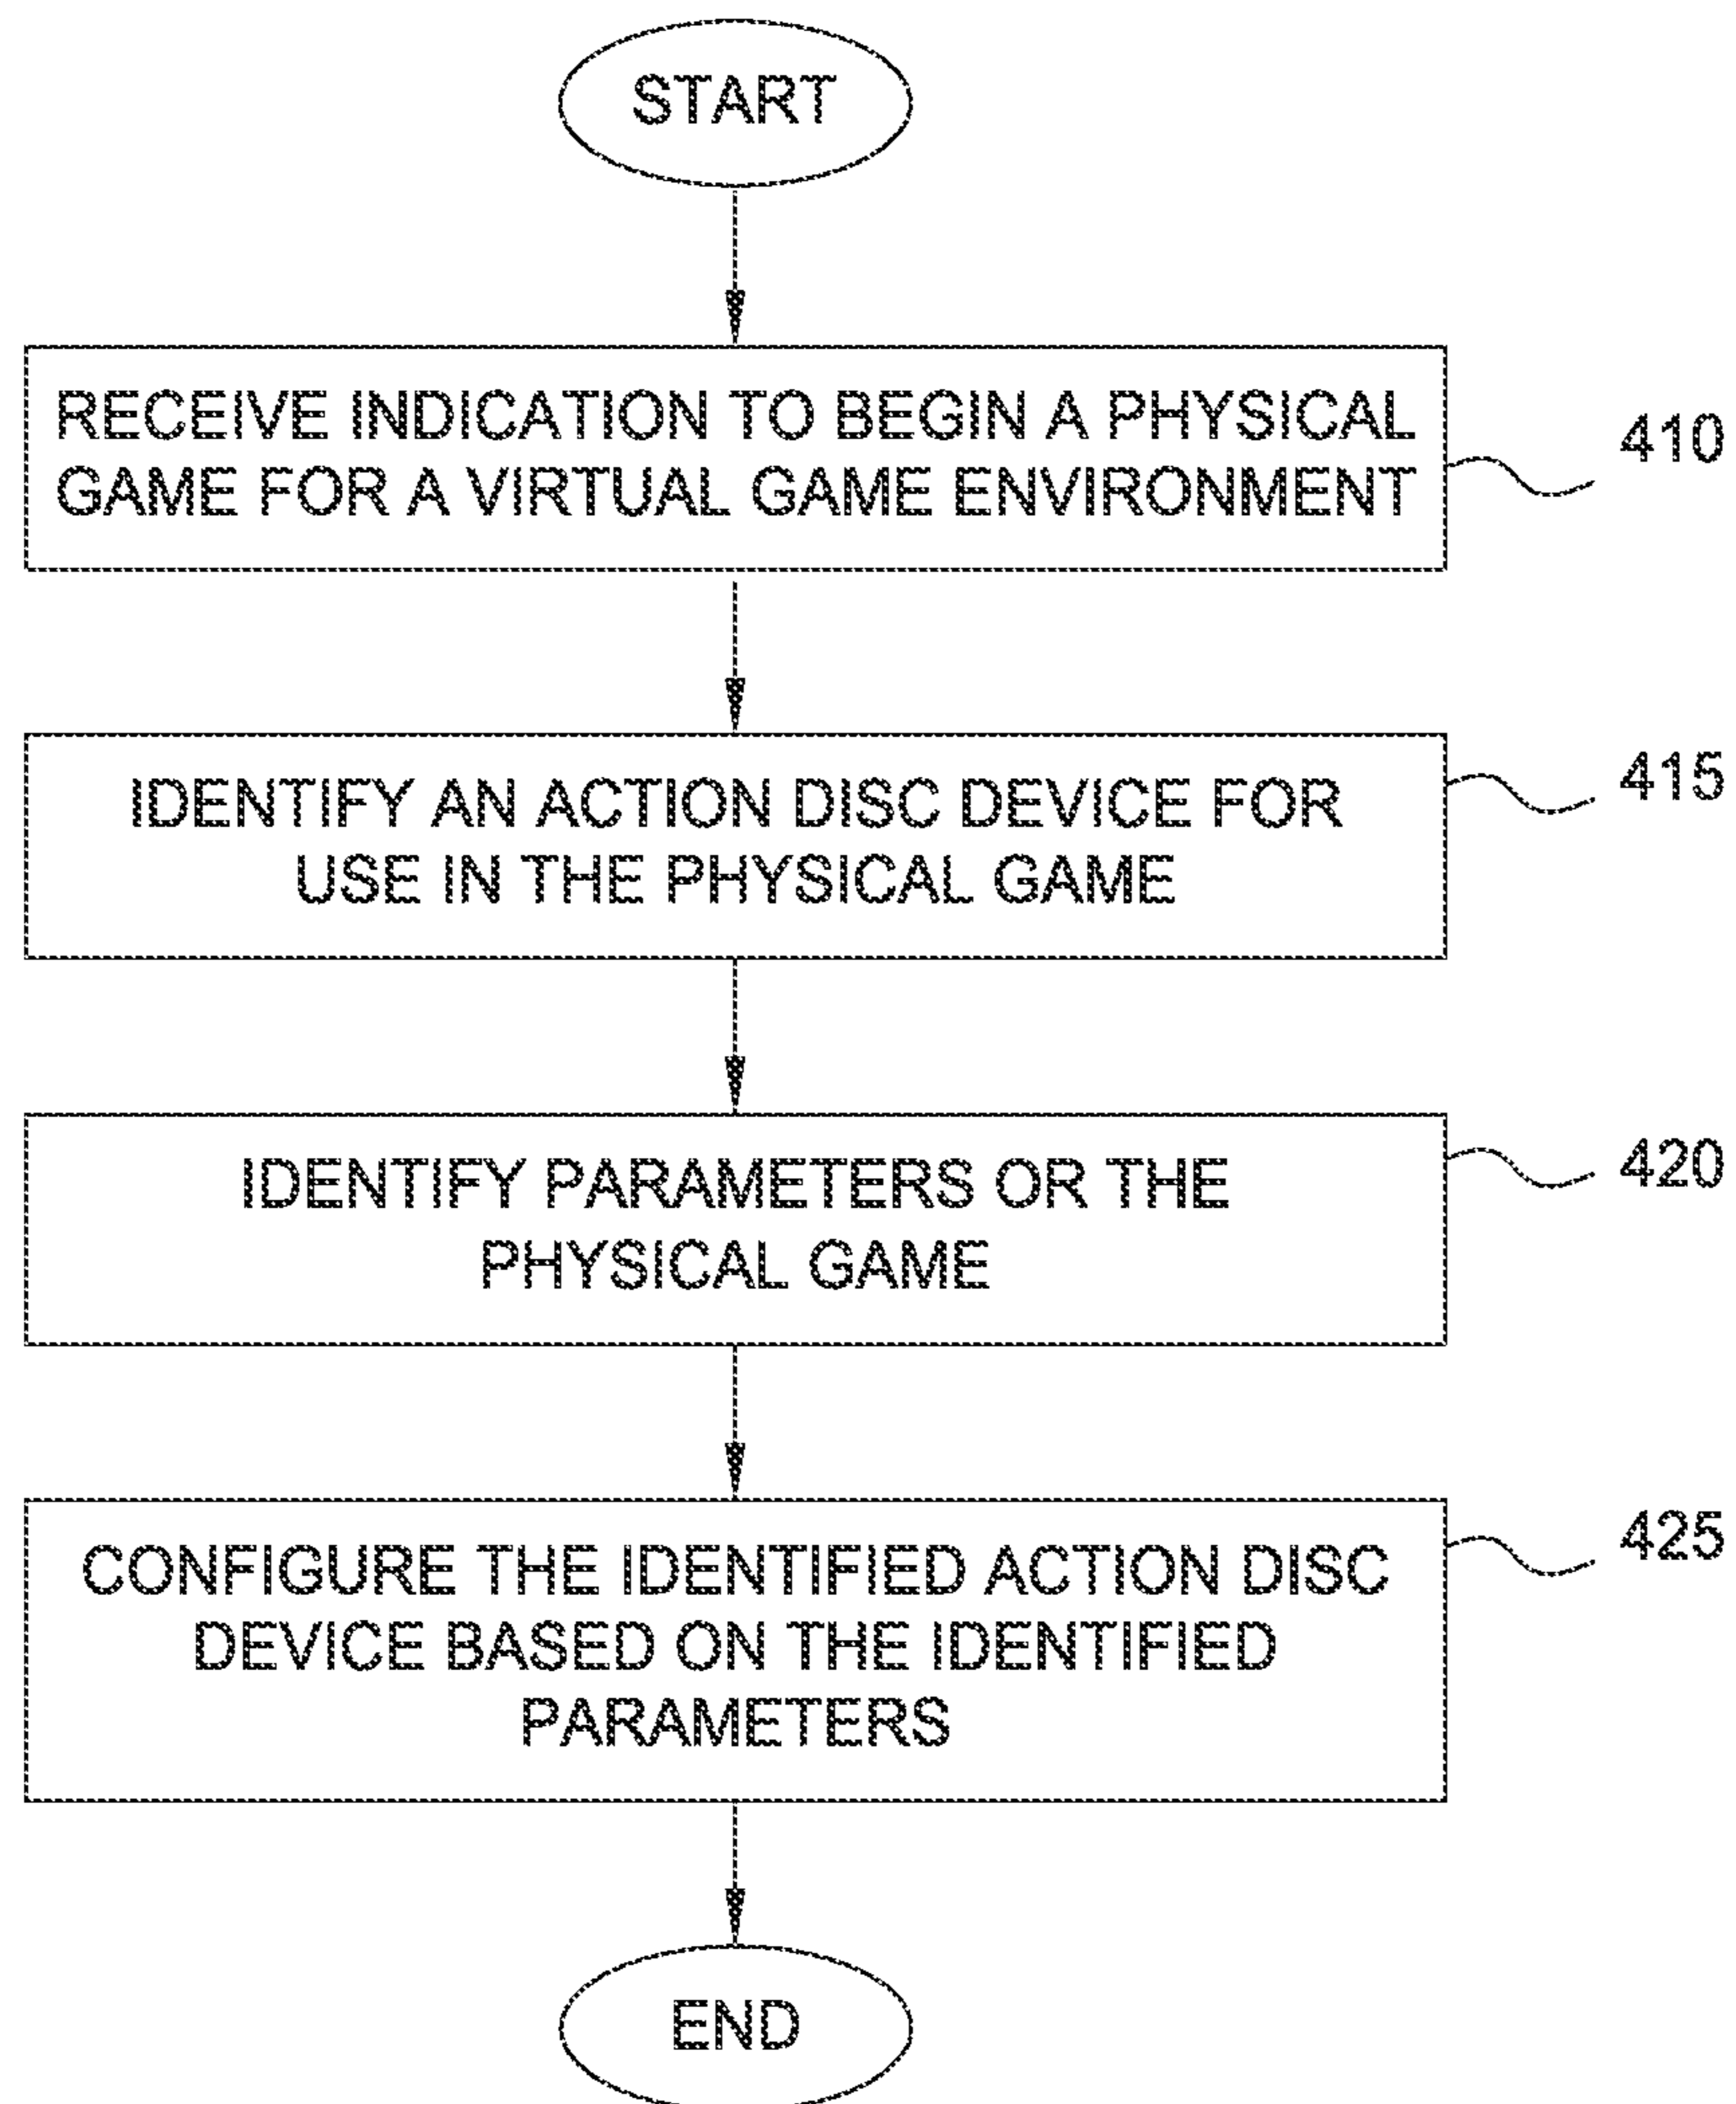 START
RECEIVE INDICATION TO BEGIN A PHYSICAL
GAME FOR A VIRTUAL GAME ENVIRONMENT
410
IDENTIFY AN ACTION DISC DEVICE FOR
USE IN THE PHYSICAL GAME
415
IDENTIFY PARAMETERS OR THE
PHYSICAL GAME
420
CONFIGURE THE IDENTIFIED ACTION DISC
DEVICE BASED ON THE IDENTIFIED
PARAMETERS
425
END